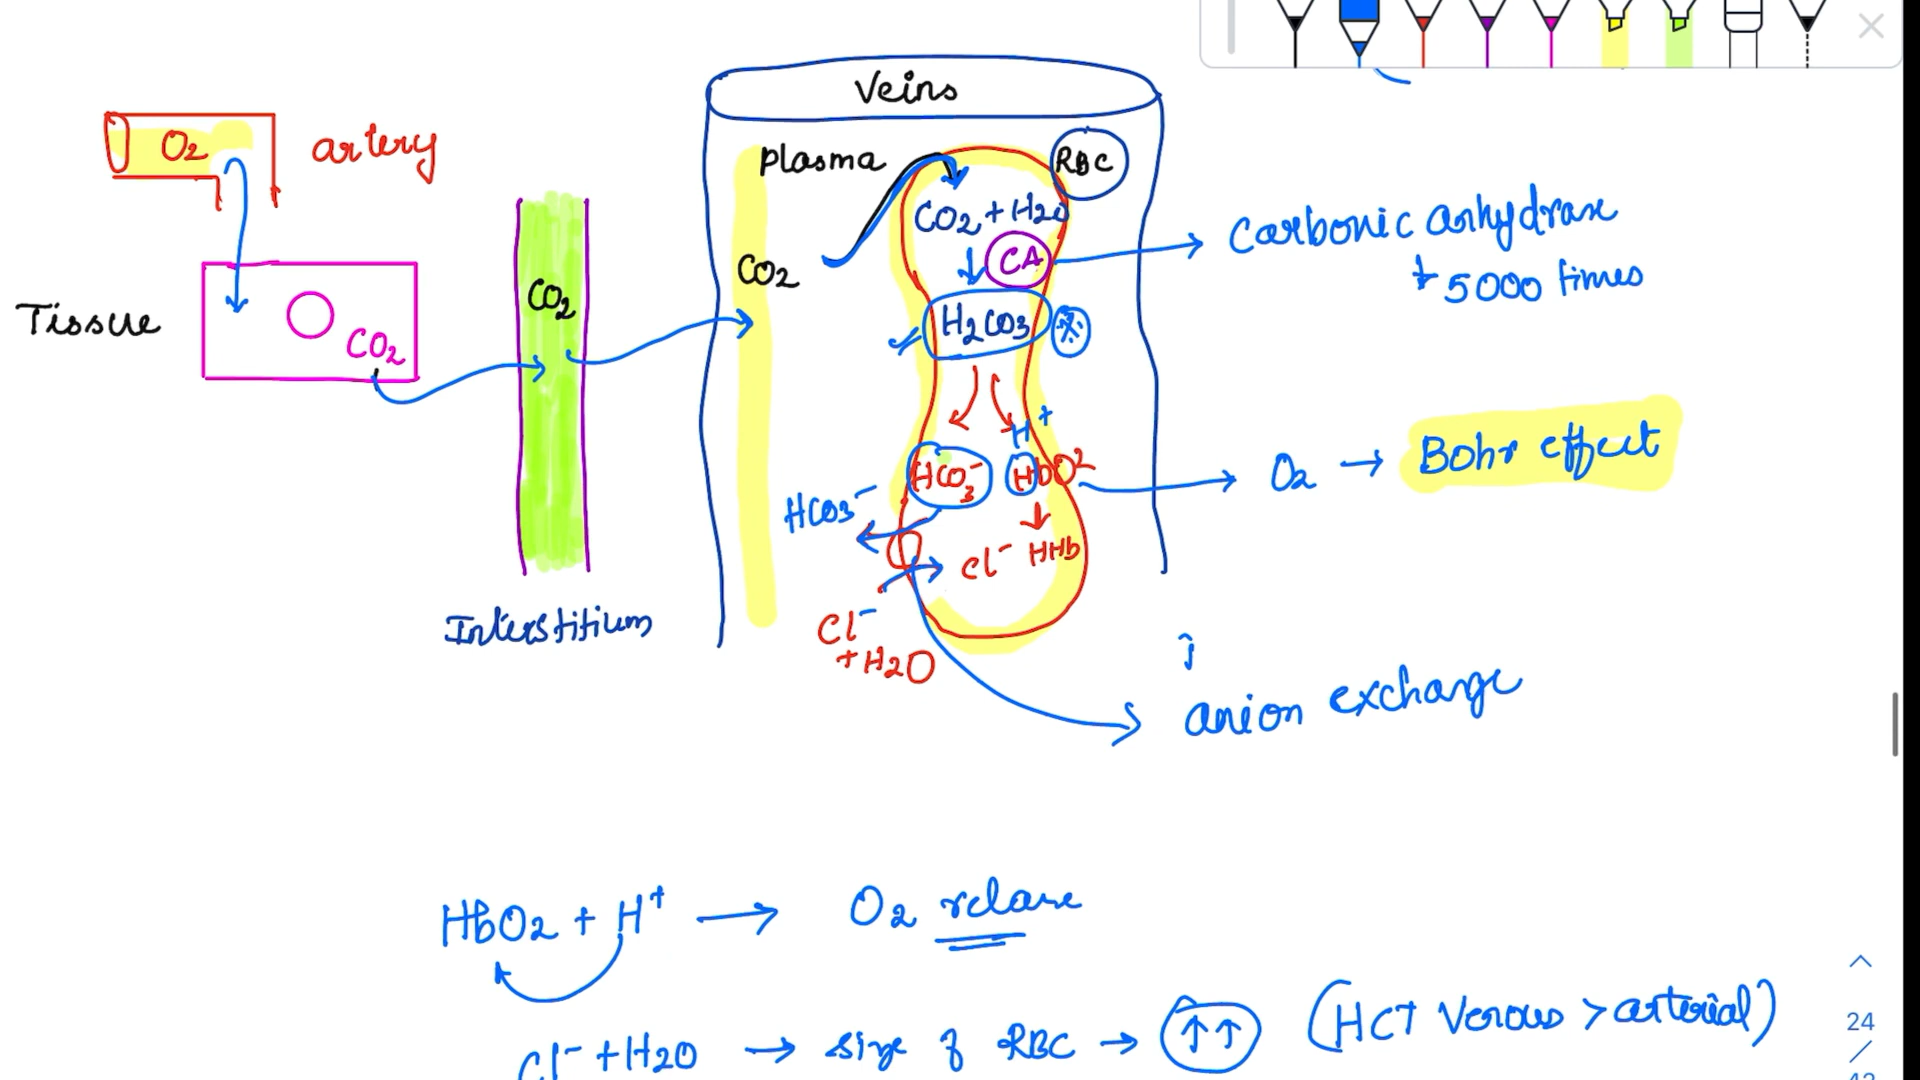 Veins
O2 artery
plasma RBC
CO2 + H2O
CA → Carbonic anhydrase
5000 times
CO2
CO2
Tissue
CO2
H2CO3
H+
HCO3- HbO2 → O2 → Bohr effect
HCO3-
Cl- HHb
Cl-
+ H2O
Interstitium
anion exchange
HbO2 + H+ → O2 release
Cl- + H2O → size of RBC → ↑↑ (HCT Venous > arterial)
24
/